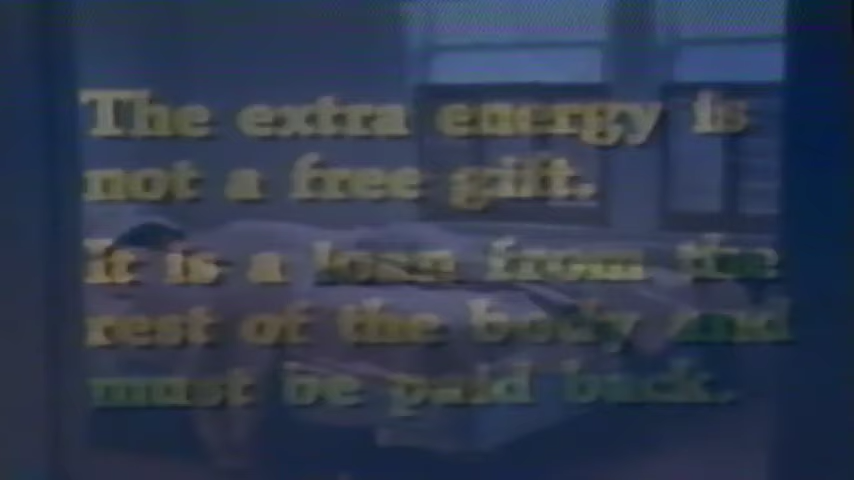 The extra energy is
not a free gift.
It is a loan from the
rest of the body and
must be paid back.